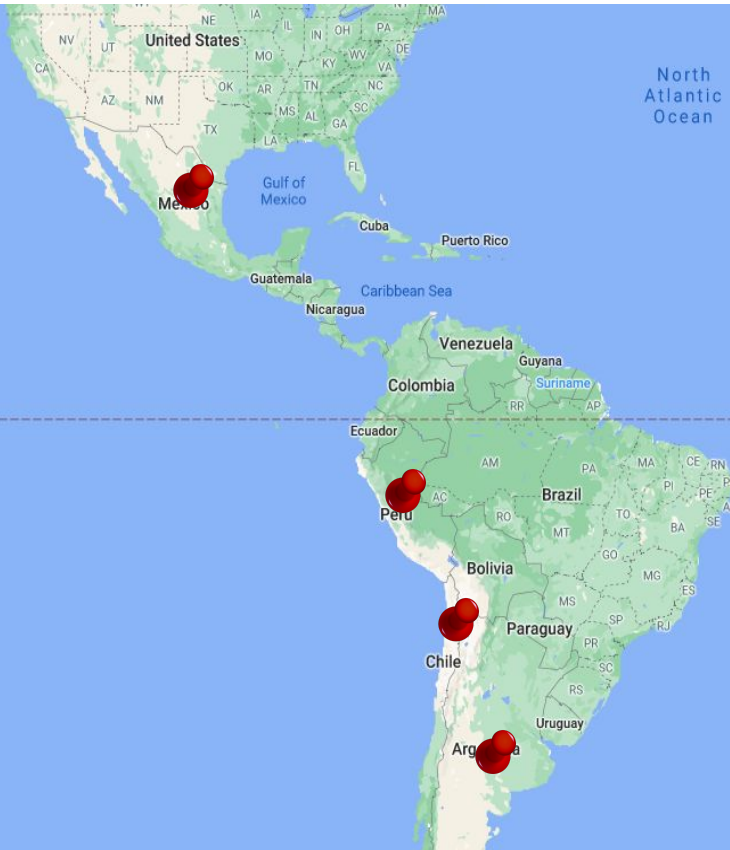 MA
NE
IA
United States
IL
IN
OH
PA
NV
UT
MO
KY
WV
DE
VA
CA
North
Atlantic
Ocean
OK
AR
TN
NC
AZ
NM
MS
AL
SC
GA
TX
LA
FL
Gulf of
Mexico
Cuba
Puerto Rico
Guatemala
Caribbean Sea
Nicaragua
Venezuela
Guyana
Colombia
Suriname
RR
AP
Ecuador
AM
PA
MA
CE
RN
AC
Brazil
PI
PE
Peru
RO
TO
SE
MT
BA
GO
Bolivia
MG
ES
MS
Paraguay
SP
RJ
PR
Chile
SC
RS
Uruguay